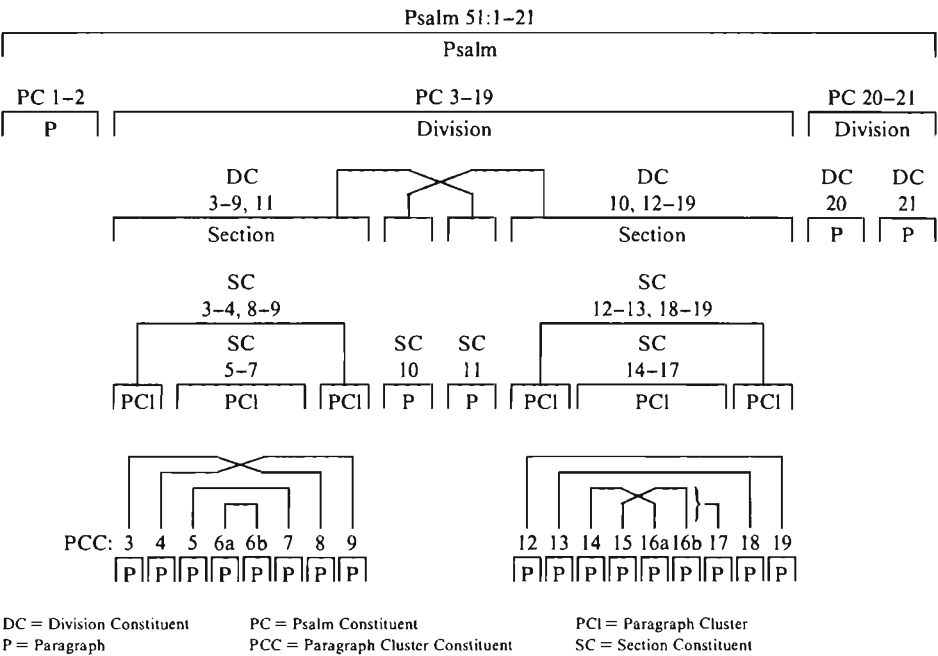 Psalm 51:1–21
Psalm
PC 1–2 PC 3–19 PC 20–21
P Division Division
DC DC DC DC
3–9, 11 10, 12–19 20 21
Section Section P P
SC SC
3–4, 8–9 12–13, 18–19
SC SC SC SC
5–7 10 11 14–17
PCl PCl PCl P P PCl PCl PCl
PCC: 3 4 5 6a 6b 7 8 9 12 13 14 15 16a 16b 17 18 19
P P P P P P P P P P P P P P P P P
DC = Division Constituent PC = Psalm Constituent PCl = Paragraph Cluster
P = Paragraph PCC = Paragraph Cluster Constituent SC = Section Constituent